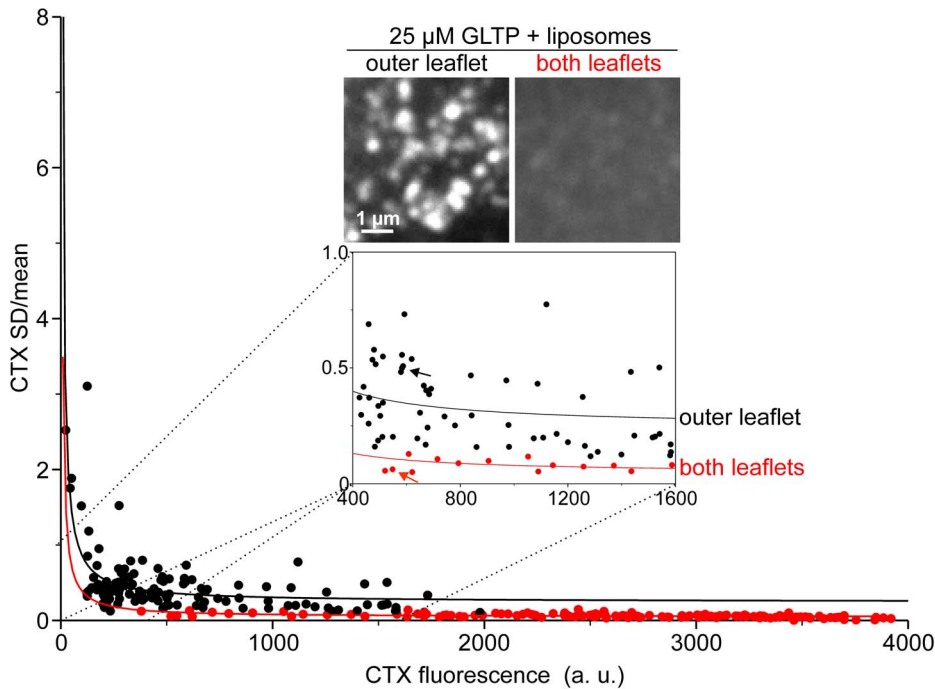 25 µM GLTP + liposomes
outer leaflet both leaflets
1 µm
8
6
4
2
0
CTX SD/mean
1.0
0.5
0
400 800 1200 1600
outer leaflet
both leaflets
0 1000 2000 3000 4000
CTX fluorescence (a. u.)